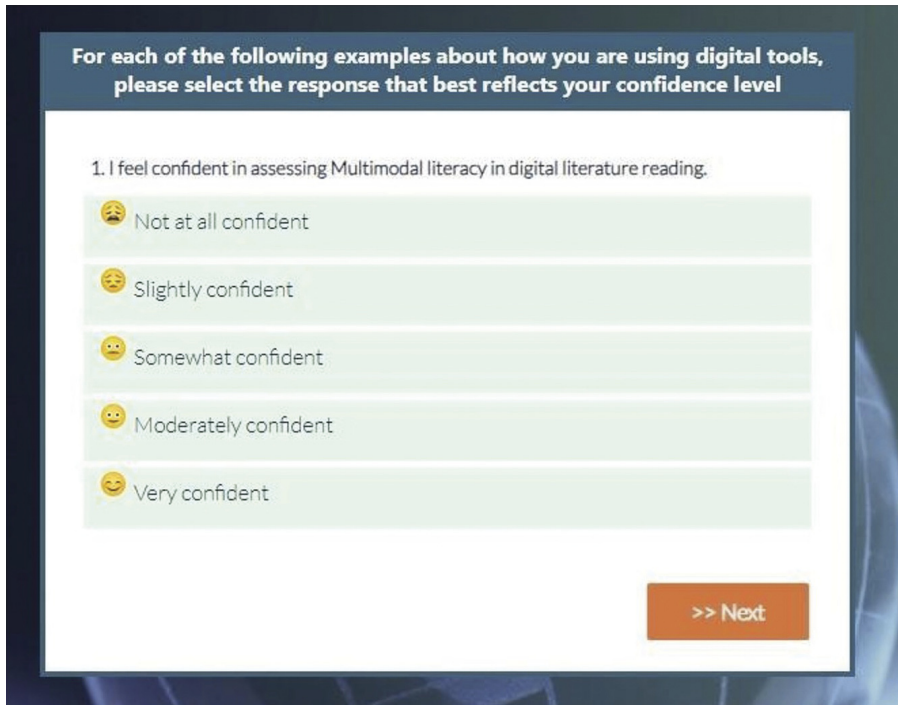 For each of the following examples about how you are using digital tools,
please select the response that best reflects your confidence level
1. I feel confident in assessing Multimodal literacy in digital literature reading.
Not at all confident
Slightly confident
Somewhat confident
Moderately confident
Very confident
>> Next